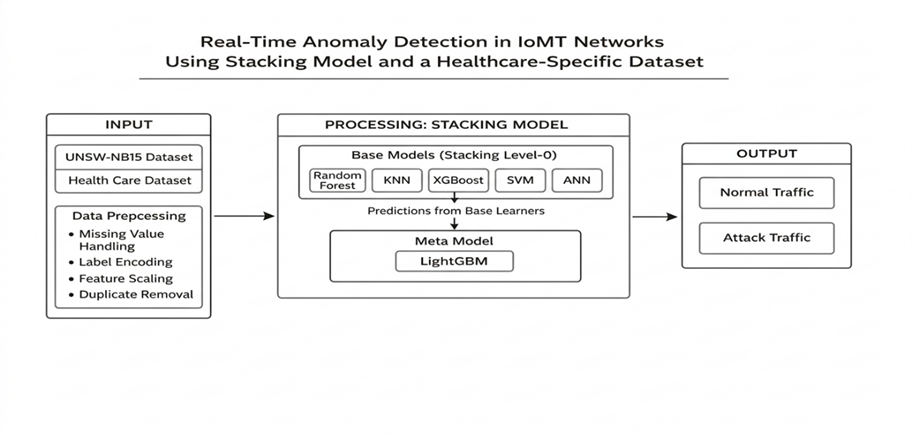 Real-Time Anomaly Detection in IoMT Networks
Using Stacking Model and a Healthcare-Specific Dataset
INPUT
UNSW-NB15 Dataset
Health Care Dataset
Data Prepcessing
• Missing Value
Handling
• Label Encoding
• Feature Scaling
• Duplicate Removal
PROCESSING: STACKING MODEL
Base Models (Stacking Level-0)
Random
Forest
KNN
XGBoost
SVM
ANN
Predictions from Base Learners
Meta Model
LightGBM
OUTPUT
Normal Traffic
Attack Traffic